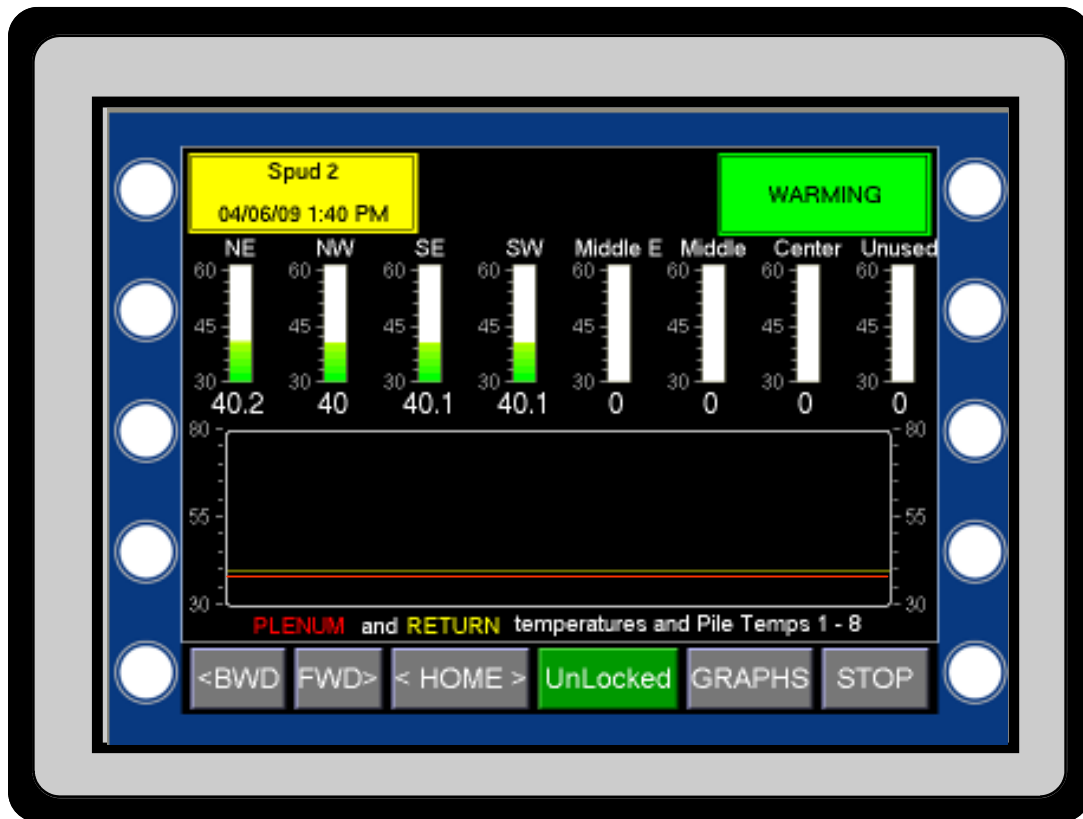 Spud 2
04/06/09 1:40 PM
WARMING
NE NW SE SW Middle E Middle Center Unused
60 60 60 60 60 60 60 60
45 45 45 45 45 45 45 45
30 30 30 30 30 30 30 30
40.2 40 40.1 40.1 0 0 0 0
80 80
55 55
30 30
PLENUM and RETURN temperatures and Pile Temps 1 - 8
<BWD FWD> < HOME > UnLocked GRAPHS STOP